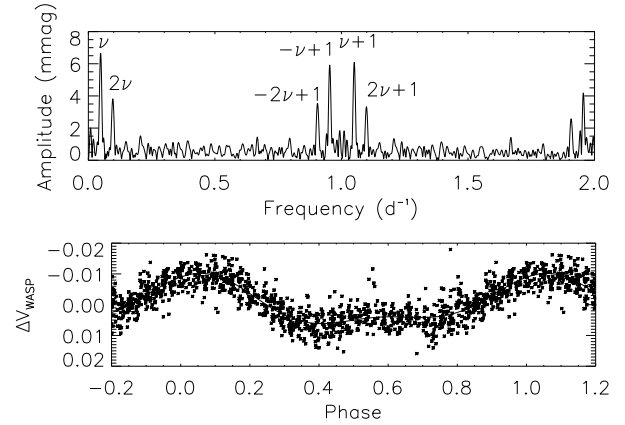 Amplitude (mmag)
8
6
4
2
0
ν
2ν
−ν+1
ν+1
−2ν+1
2ν+1
0.0 0.5 1.0 1.5 2.0
Frequency (d⁻¹)
ΔV_WASP
−0.02
−0.01
0.00
0.01
0.02
−0.2 0.0 0.2 0.4 0.6 0.8 1.0 1.2
Phase